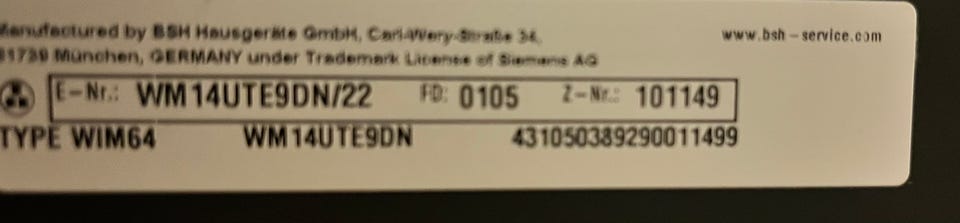 Manufactured by BSH Hausgeräte GmbH, Carl-Wery-Straße 34,
81739 München, GERMANY under Trademark License of Siemens AG
www.bsh-service.com
E-Nr.: WM14UTE9DN/22 FD: 0105 Z-Nr.: 101149
TYPE WIM64 WM14UTE9DN 431050389290011499